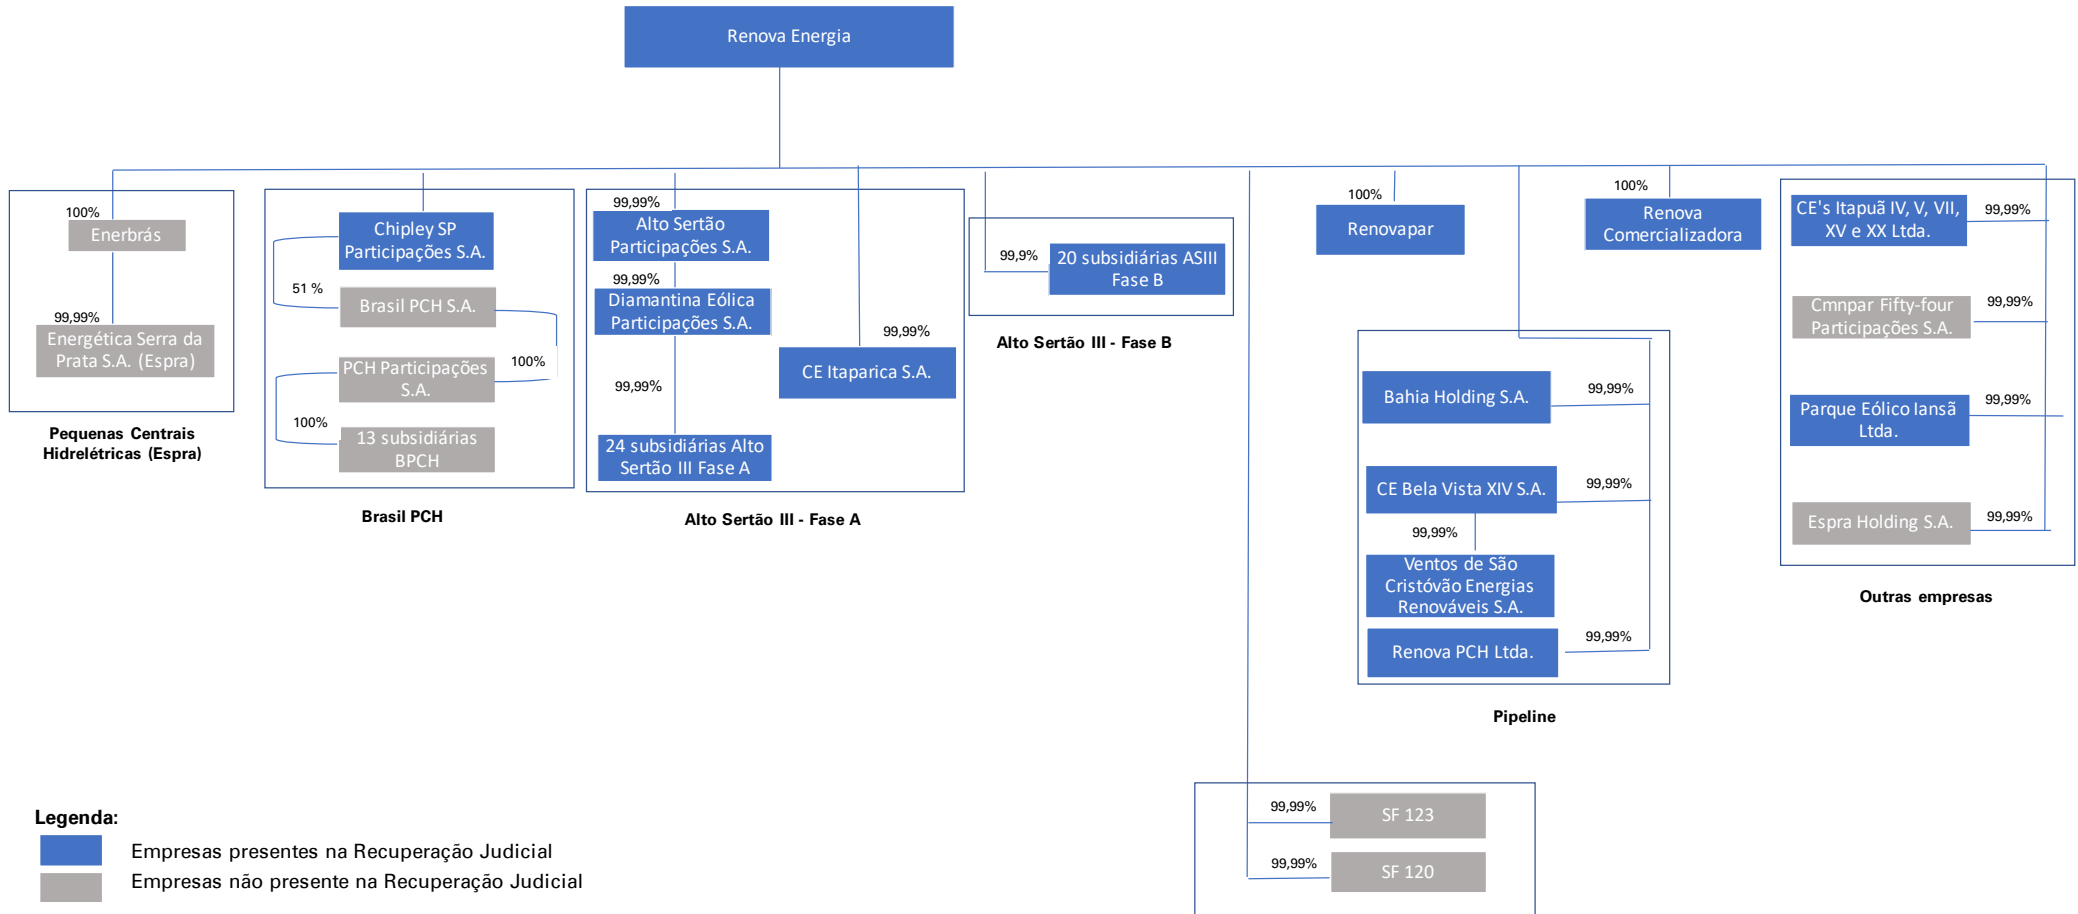 Renova Energia
100%
Enerbrás
99,99%
Energética Serra da
Prata S.A. (Espra)
Pequenas Centrais
Hidrelétricas (Espra)
Chipley SP
Participações S.A.
51 %
Brasil PCH S.A.
100%
PCH Participações
S.A.
100%
13 subsidiárias
BPCH
Brasil PCH
99,99%
Alto Sertão
Participações S.A.
99,99%
Diamantina Eólica
Participações S.A.
99,99%
24 subsidiárias Alto
Sertão III Fase A
99,99%
CE Itaparica S.A.
Alto Sertão III - Fase A
99,9%
20 subsidiárias ASIII
Fase B
Alto Sertão III - Fase B
100%
Renovapar
100%
Renova
Comercializadora
Bahia Holding S.A.
99,99%
CE Bela Vista XIV S.A.
99,99%
99,99%
Ventos de São
Cristóvão Energias
Renováveis S.A.
Renova PCH Ltda.
99,99%
Pipeline
CE's Itapuã IV, V, VII,
XV e XX Ltda.
99,99%
Cmnpar Fifty-four
Participações S.A.
99,99%
Parque Eólico Iansã
Ltda.
99,99%
Espra Holding S.A.
99,99%
Outras empresas
99,99%
SF 123
99,99%
SF 120
Legenda:
Empresas presentes na Recuperação Judicial
Empresas não presente na Recuperação Judicial